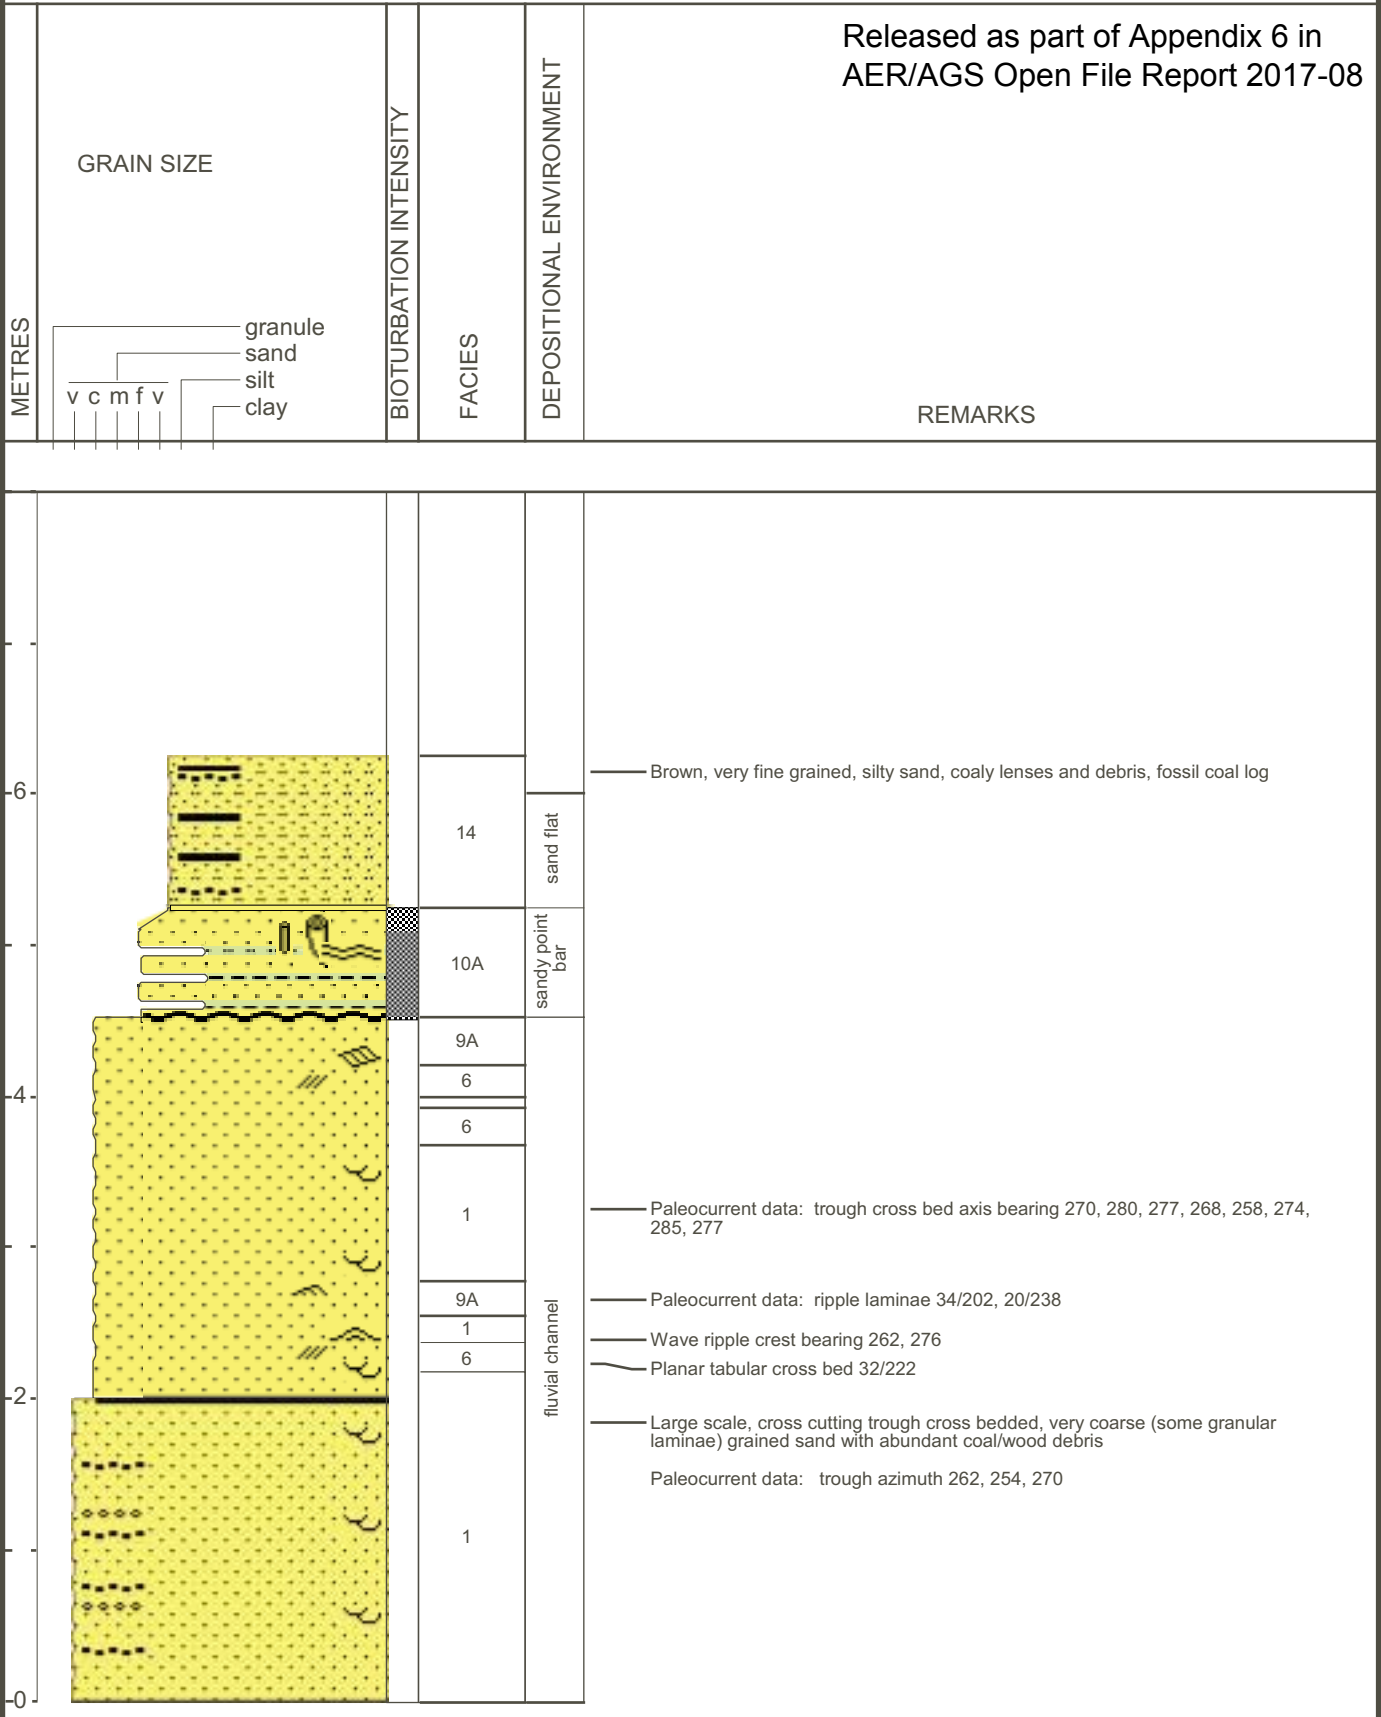 Released as part of Appendix 6 in
AER/AGS Open File Report 2017-08
METRES
GRAIN SIZE
granule
sand
silt
clay
v c m f v
BIOTURBATION INTENSITY
FACIES
DEPOSITIONAL ENVIRONMENT
REMARKS
6
4
2
0
14
10A
9A
6
6
1
9A
1
6
1
sand flat
sandy point
bar
fluvial channel
Brown, very fine grained, silty sand, coaly lenses and debris, fossil coal log
Paleocurrent data: trough cross bed axis bearing 270, 280, 277, 268, 258, 274,
285, 277
Paleocurrent data: ripple laminae 34/202, 20/238
Wave ripple crest bearing 262, 276
Planar tabular cross bed 32/222
Large scale, cross cutting trough cross bedded, very coarse (some granular
laminae) grained sand with abundant coal/wood debris
Paleocurrent data: trough azimuth 262, 254, 270